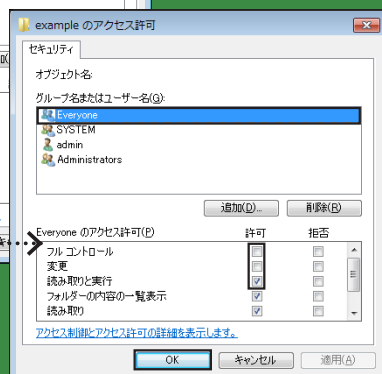 example のアクセス許可
セキュリティ
オブジェクト名:
グループ名またはユーザー名(G):
Everyone
SYSTEM
admin
Administrators
追加(D)... 削除(R)
Everyone のアクセス許可(P) 許可 拒否
フル コントロール
変更
読み取りと実行
フォルダーの内容の一覧表示
読み取り
アクセス制御とアクセス許可の詳細を表示します。
OK キャンセル 適用(A)